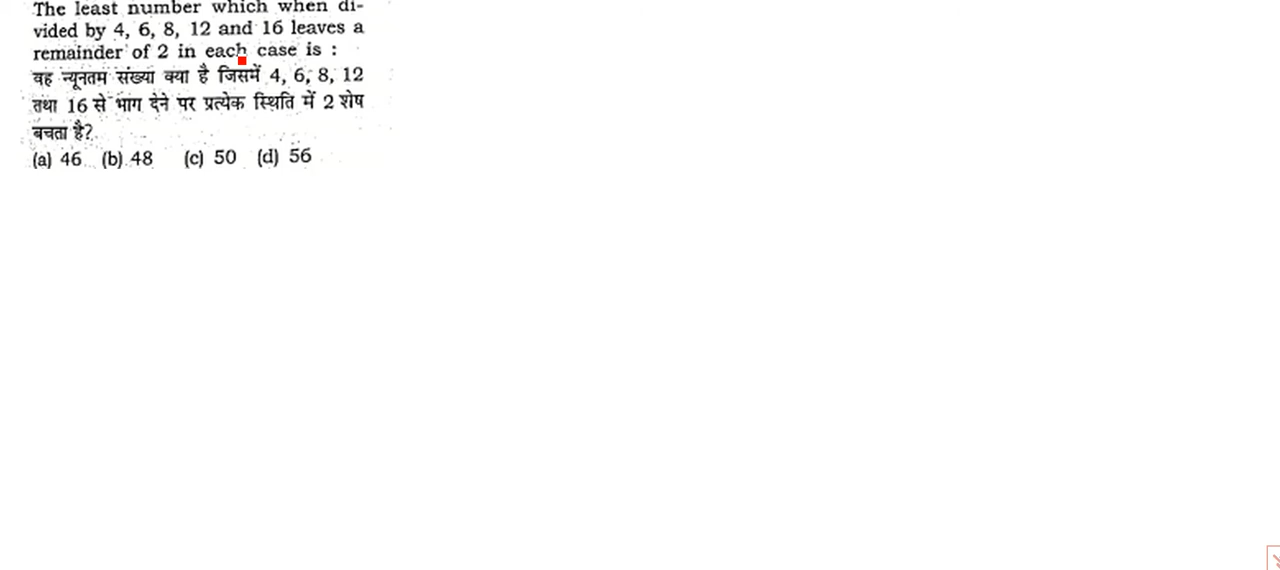 The least number which when di-
vided by 4, 6, 8, 12 and 16 leaves a
remainder of 2 in each case is :
वह न्यूनतम संख्या क्या है जिसमें 4, 6, 8, 12
तथा 16 से भाग देने पर प्रत्येक स्थिति में 2 शेष
बचता है?
(a) 46 (b) 48 (c) 50 (d) 56